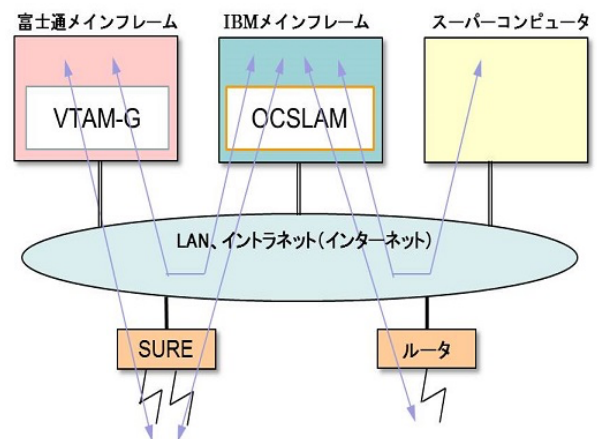 富士通メインフレーム
IBMメインフレーム
スーパーコンピュータ
VTAM-G
OCSLAM
LAN、イントラネット(インターネット)
SURE
ルータ